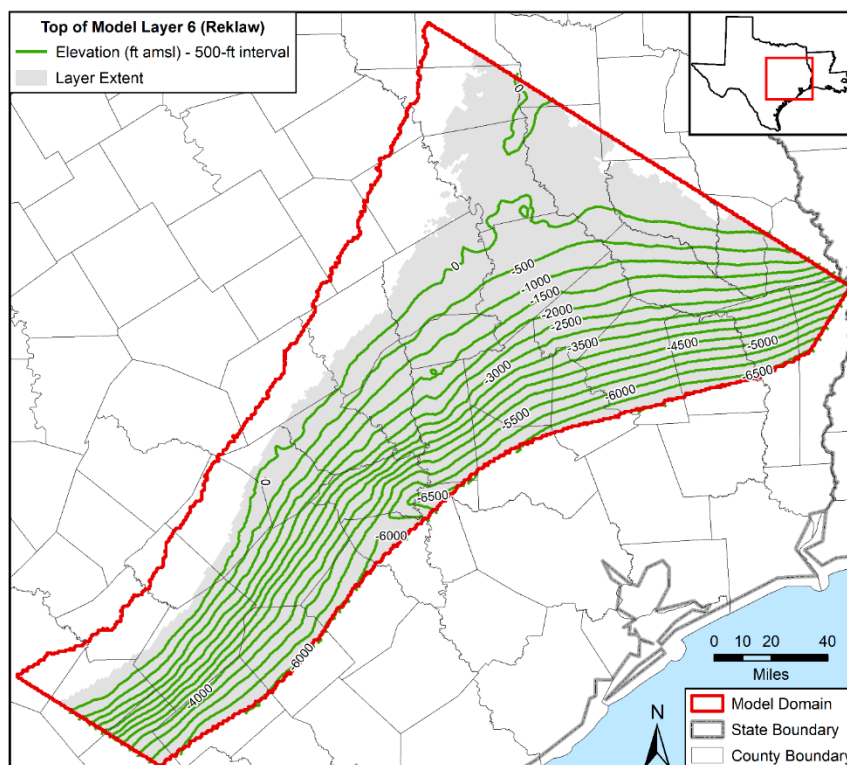 Top of Model Layer 6 (Reklaw)
Elevation (ft amsl) - 500-ft interval
Layer Extent
0
0
-500
-1000
-1500
-2000
-2500
-3500
-4500
-5000
-3000
-6500
-6000
-5500
0
-6500
-6000
-6000
-4000
0 10 20 40
Miles
N
Model Domain
State Boundary
County Boundary